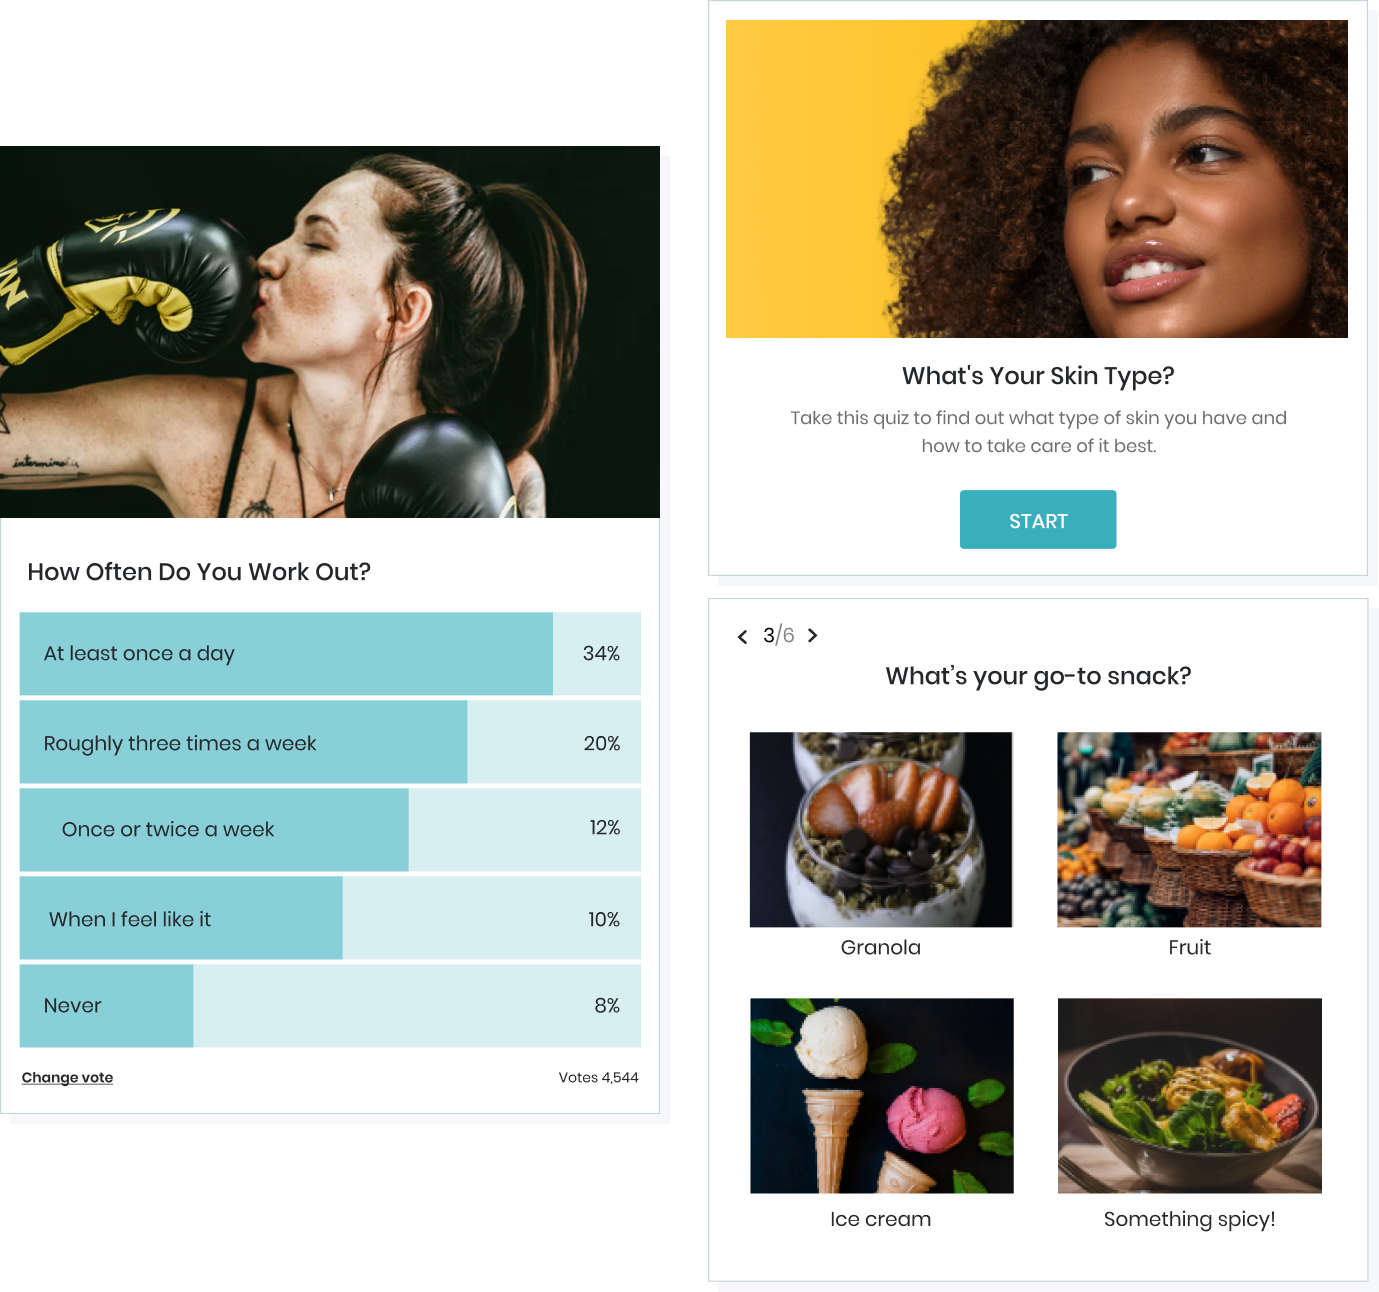 How Often Do You Work Out?
At least once a day 34%
Roughly three times a week 20%
Once or twice a week 12%
When I feel like it 10%
Never 8%
Change vote Votes 4,544
What's Your Skin Type?
Take this quiz to find out what type of skin you have and
how to take care of it best.
START
3/6
What’s your go-to snack?
Granola Fruit
Ice cream Something spicy!